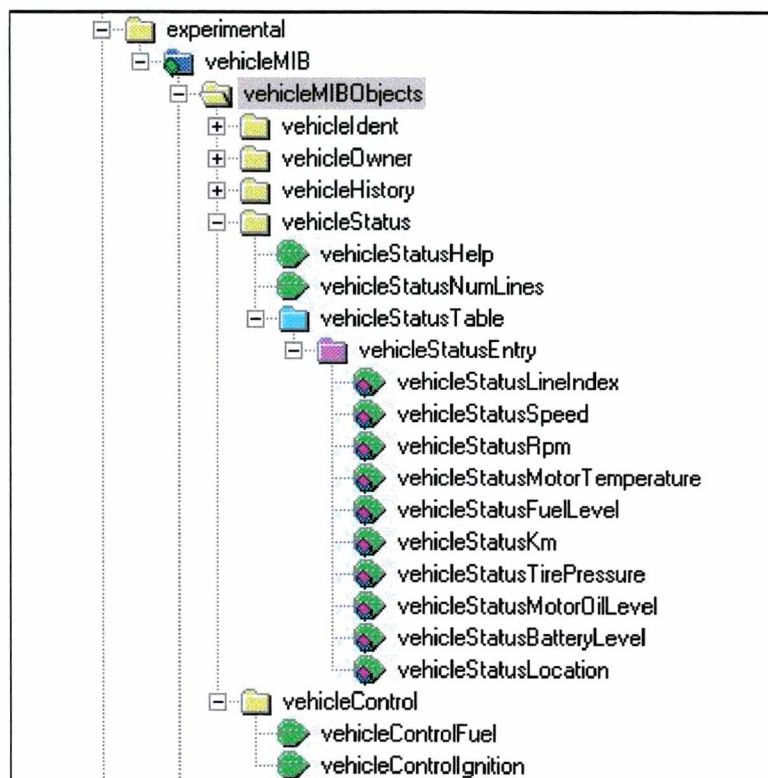 experimental
vehicleMIB
vehicleMIBObjects
vehicleIdent
vehicleOwner
vehicleHistory
vehicleStatus
vehicleStatusHelp
vehicleStatusNumLines
vehicleStatusTable
vehicleStatusEntry
vehicleStatusLineIndex
vehicleStatusSpeed
vehicleStatusRpm
vehicleStatusMotorTemperature
vehicleStatusFuelLevel
vehicleStatusKm
vehicleStatusTirePressure
vehicleStatusMotorOilLevel
vehicleStatusBatteryLevel
vehicleStatusLocation
vehicleControl
vehicleControlFuel
vehicleControlIgnition